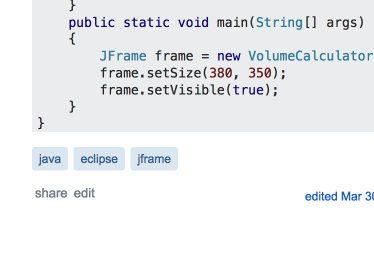 }
public static void main(String[] args)
{
JFrame frame = new VolumeCalculator
frame.setSize(380, 350);
frame.setVisible(true);
}
}
java eclipse jframe
share edit
edited Mar 30